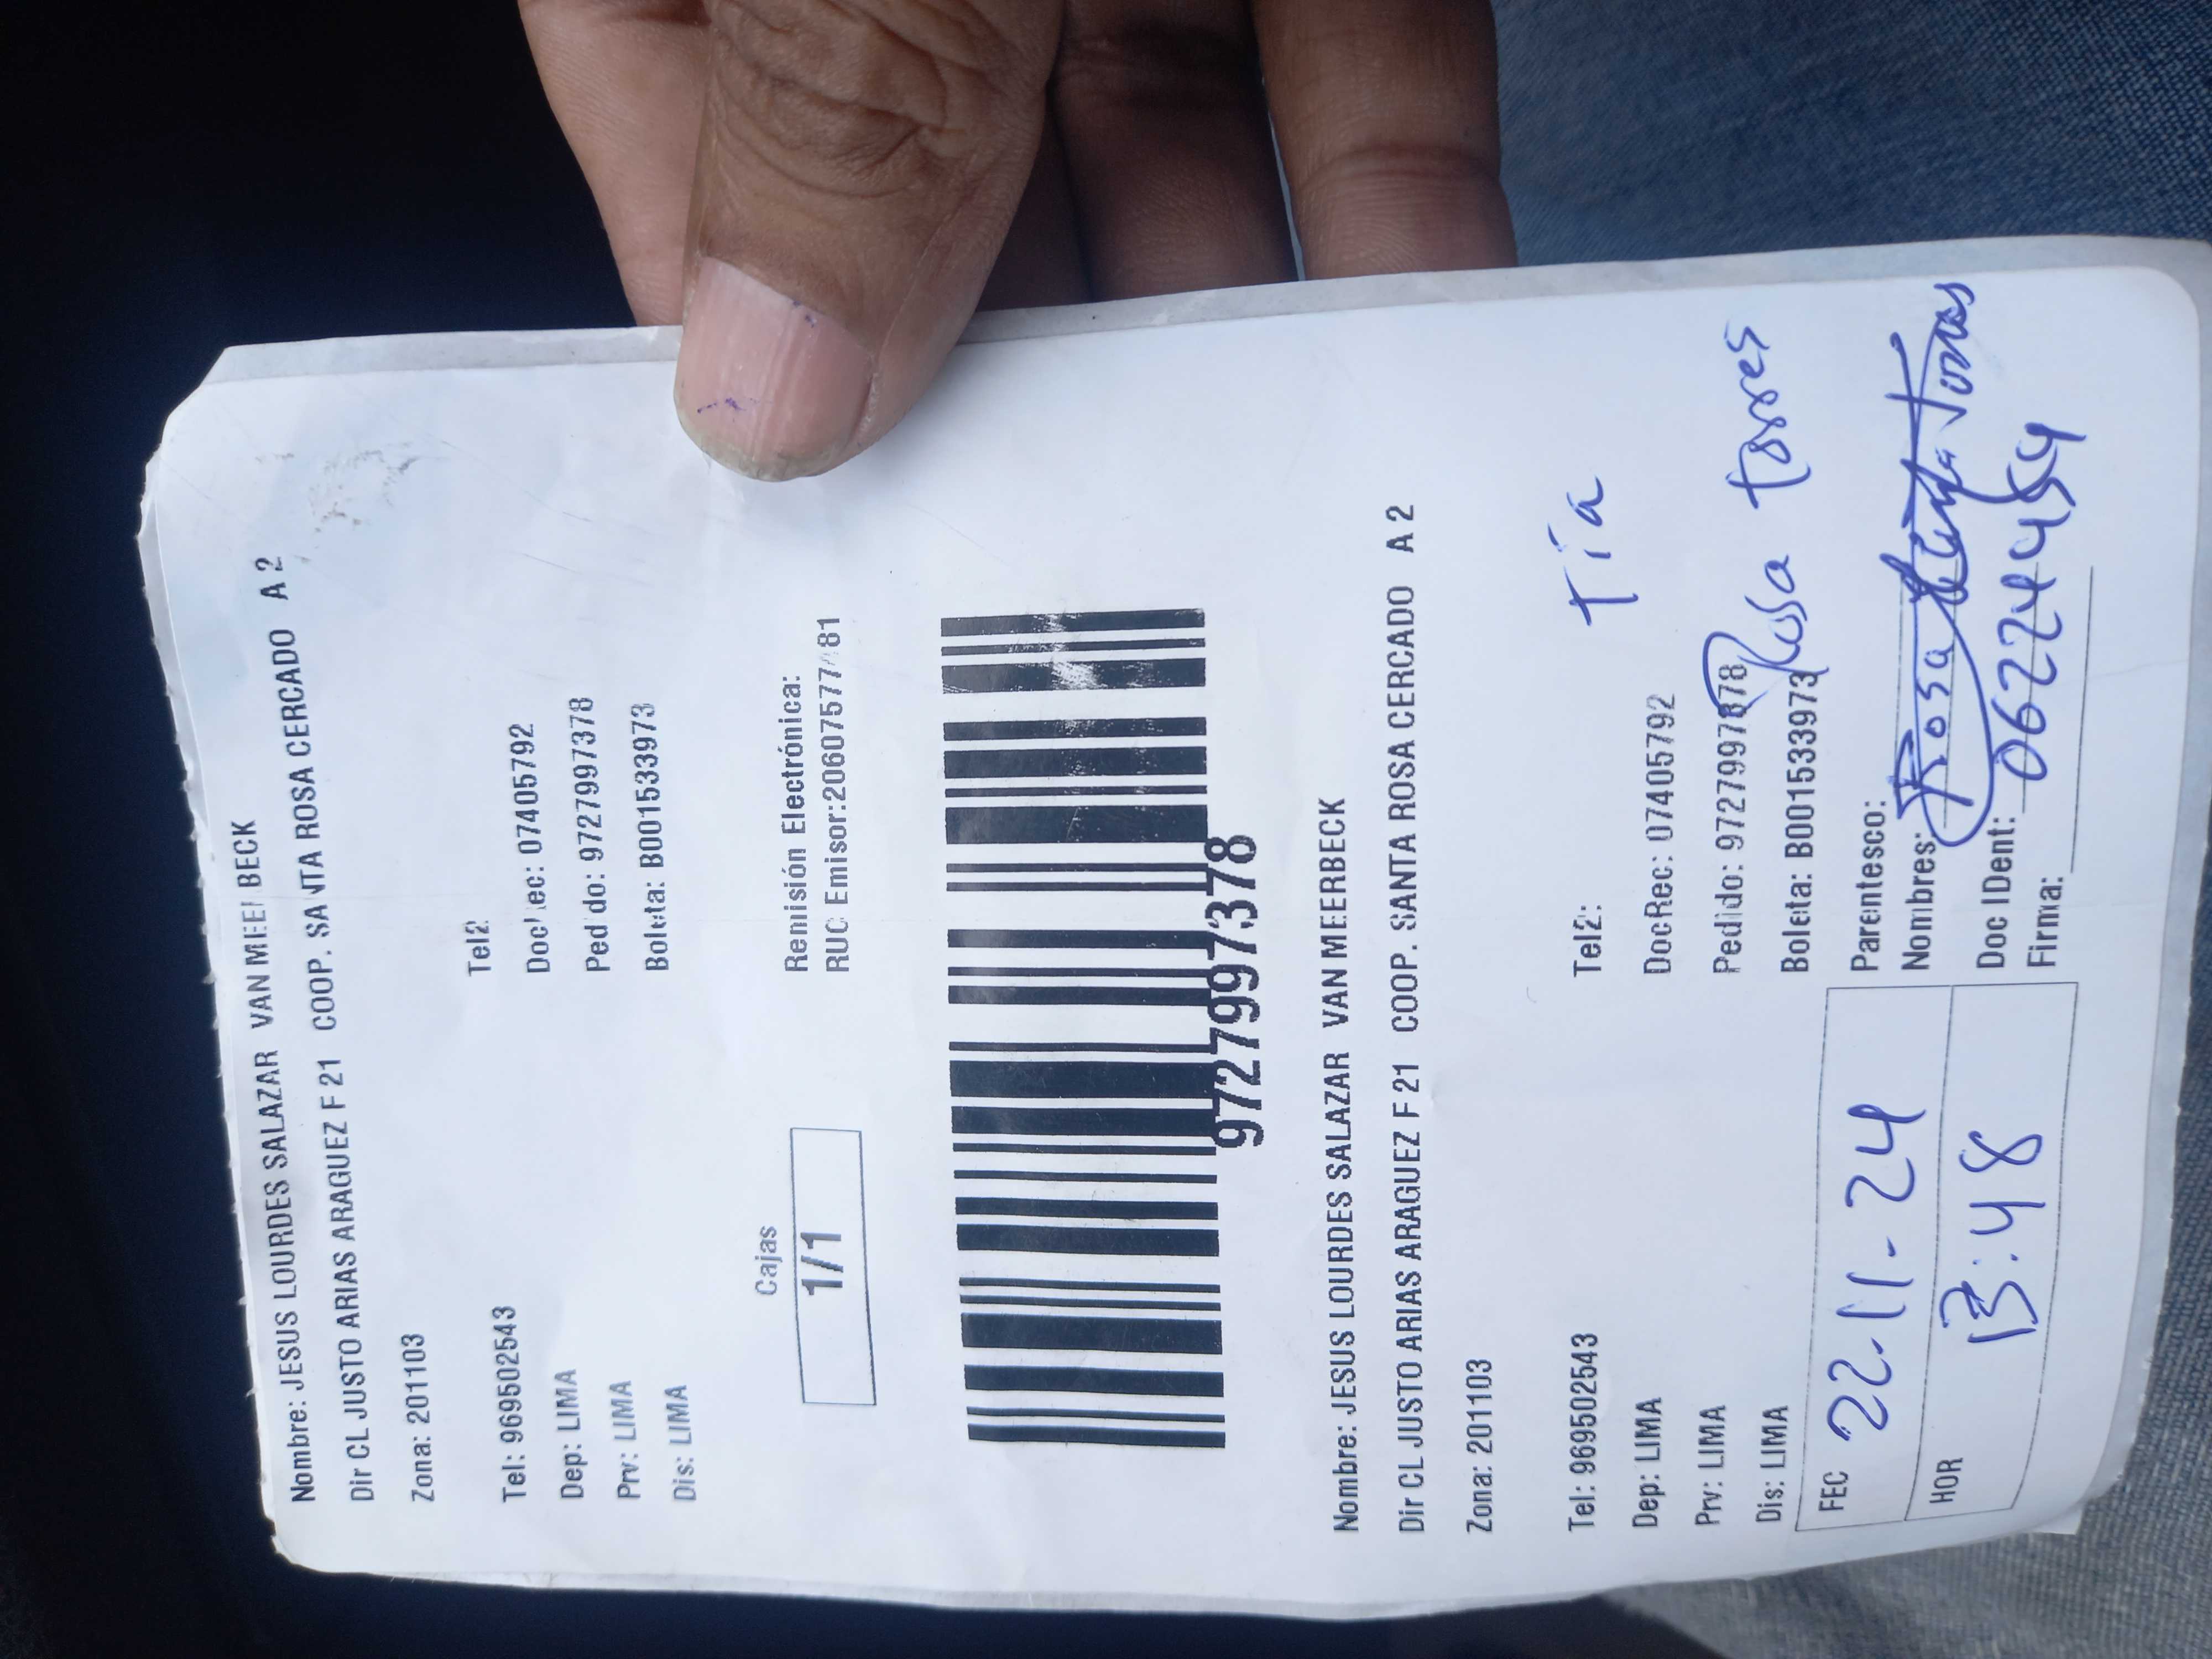 Nombre: JESUS LOURDES SALAZAR VAN MEERBECK
Dir CL JUSTO ARIAS ARAGUEZ F 21 COOP. SANTA ROSA CERCADO A 2
Zona: 201103
Tel: 969502543 Tel2:
Dep: LIMA DocRec: 07405792
Prv: LIMA Pedido: 9727997378
Dis: LIMA Boleta: B001533973
Cajas Remisión Electrónica:
1/1 RUC Emisor:
9727997378
Nombre: JESUS LOURDES SALAZAR VAN MEERBECK
Dir CL JUSTO ARIAS ARAGUEZ F 21 COOP. SANTA ROSA CERCADO A 2
Zona: 201103
Tel: 969502543 Tel2: Tía
Dep: LIMA DocRec: 07405792
Prv: LIMA Pedido: 9727997378 Rosa torres
Dis: LIMA Boleta: B001533973
FEC 22-11-24 Parentesco:
Nombres: Rosa Torres
HOR 13:48 Doc IDent:
Firma: